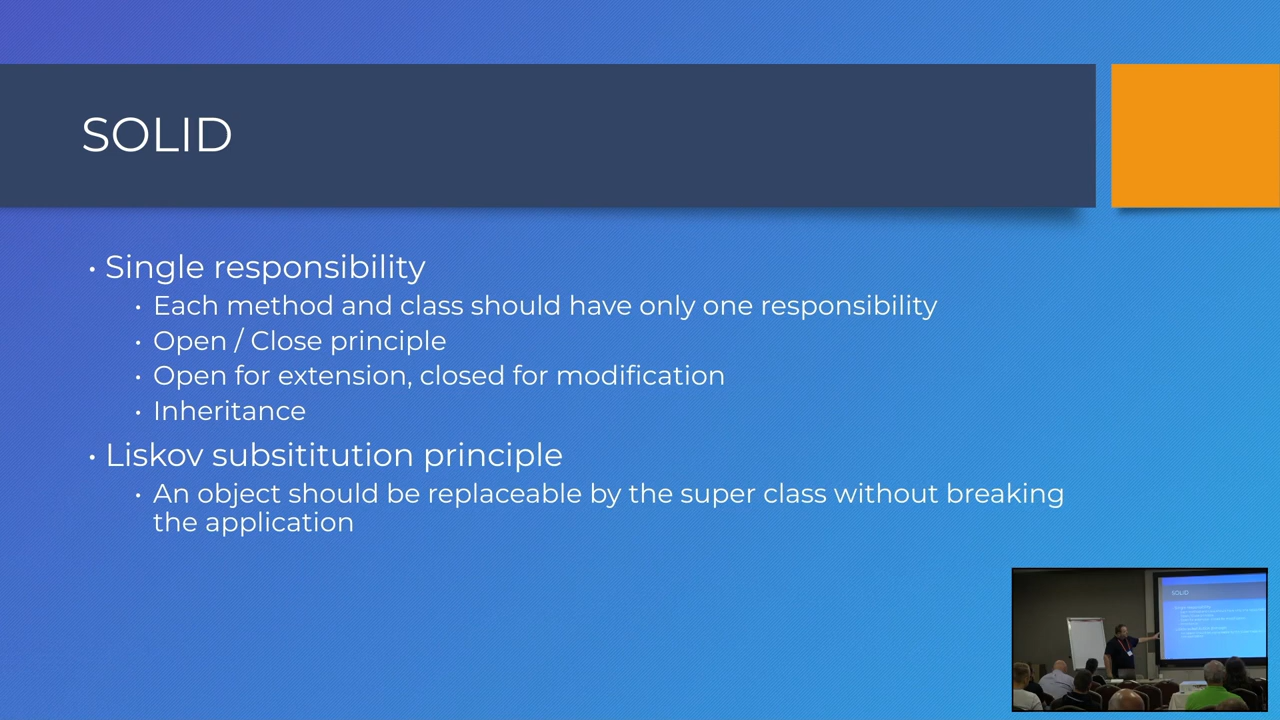 SOLID
• Single responsibility
• Each method and class should have only one responsibility
• Open / Close principle
• Open for extension, closed for modification
• Inheritance
• Liskov subsititution principle
• An object should be replaceable by the super class without breaking
the application
SOLID